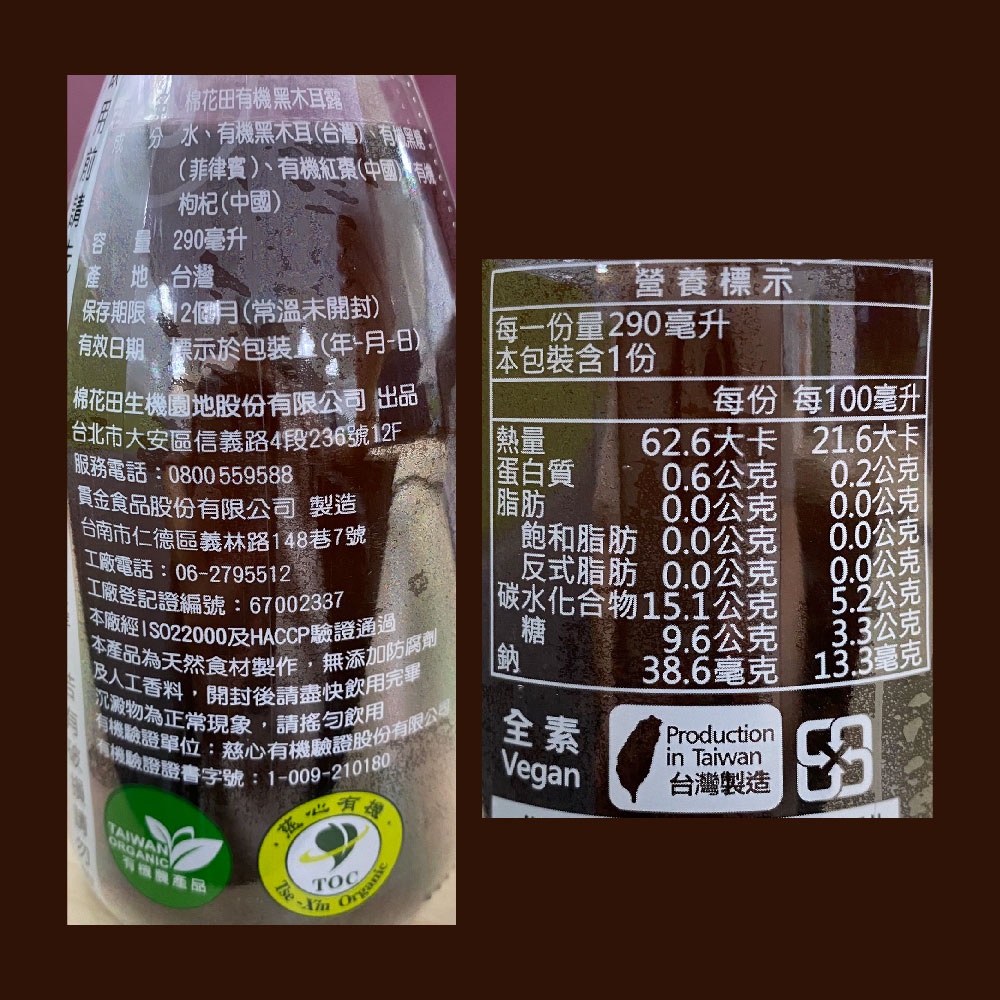 棉花田有機黑木耳露
分 水、有機黑木耳(台灣)、有機黑糖
(菲律賓)、有機紅棗(中國)、有機
枸杞(中國)
容量 290毫升
產地 台灣
保存期限 12個月(常溫未開封)
有效日期 標示於包裝上(年-月-日)
棉花田生機園地股份有限公司 出品
台北市大安區信義路4段236號12F
服務電話：0800559588
貫金食品股份有限公司 製造
台南市仁德區義林路148巷7號
工廠電話：06-2795512
工廠登記證編號：67002337
本廠經ISO22000及HACCP驗證通過
本產品為天然食材製作，無添加防腐劑
及人工香料，開封後請盡快飲用完畢
沉澱物為正常現象，請搖勻飲用
有機驗證單位：慈心有機驗證股份有限公司
有機驗證證書字號：1-009-210180
TAIWAN
ORGANIC
有機農產品
慈心有機
TOC
Tse-Xin Organic
營養標示
每一份量290毫升
本包裝含1份
每份 每100毫升
熱量 62.6大卡 21.6大卡
蛋白質 0.6公克 0.2公克
脂肪 0.0公克 0.0公克
飽和脂肪 0.0公克 0.0公克
反式脂肪 0.0公克 0.0公克
碳水化合物 15.1公克 5.2公克
糖 9.6公克 3.3公克
鈉 38.6毫克 13.3毫克
全素
Vegan
Production
in Taiwan
台灣製造